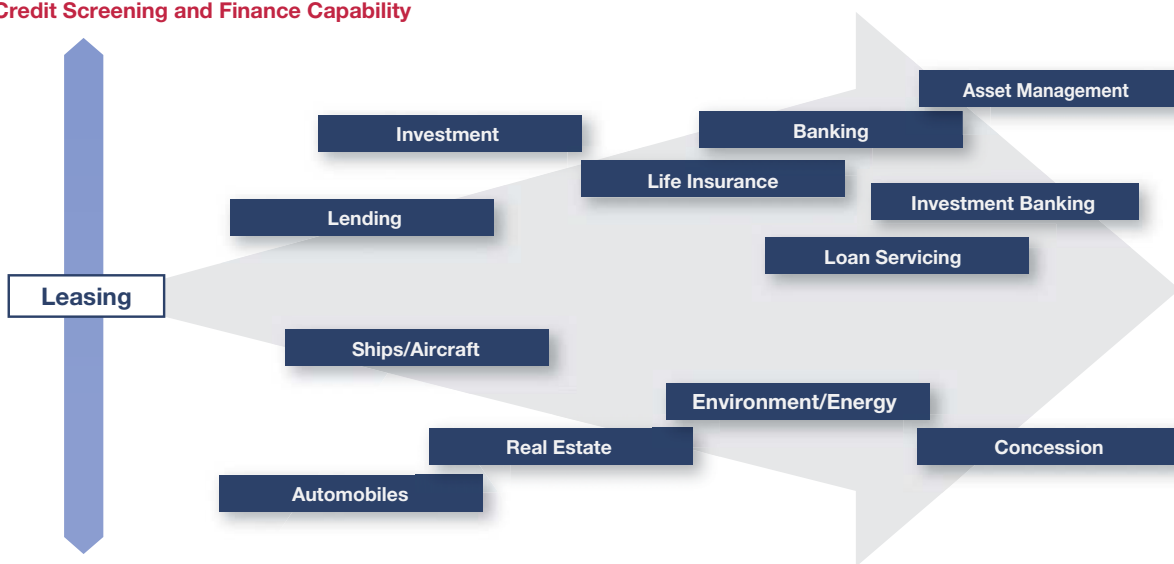 Credit Screening and Finance Capability
Asset Management
Investment
Banking
Life Insurance
Investment Banking
Lending
Loan Servicing
Leasing
Ships/Aircraft
Environment/Energy
Real Estate
Concession
Automobiles